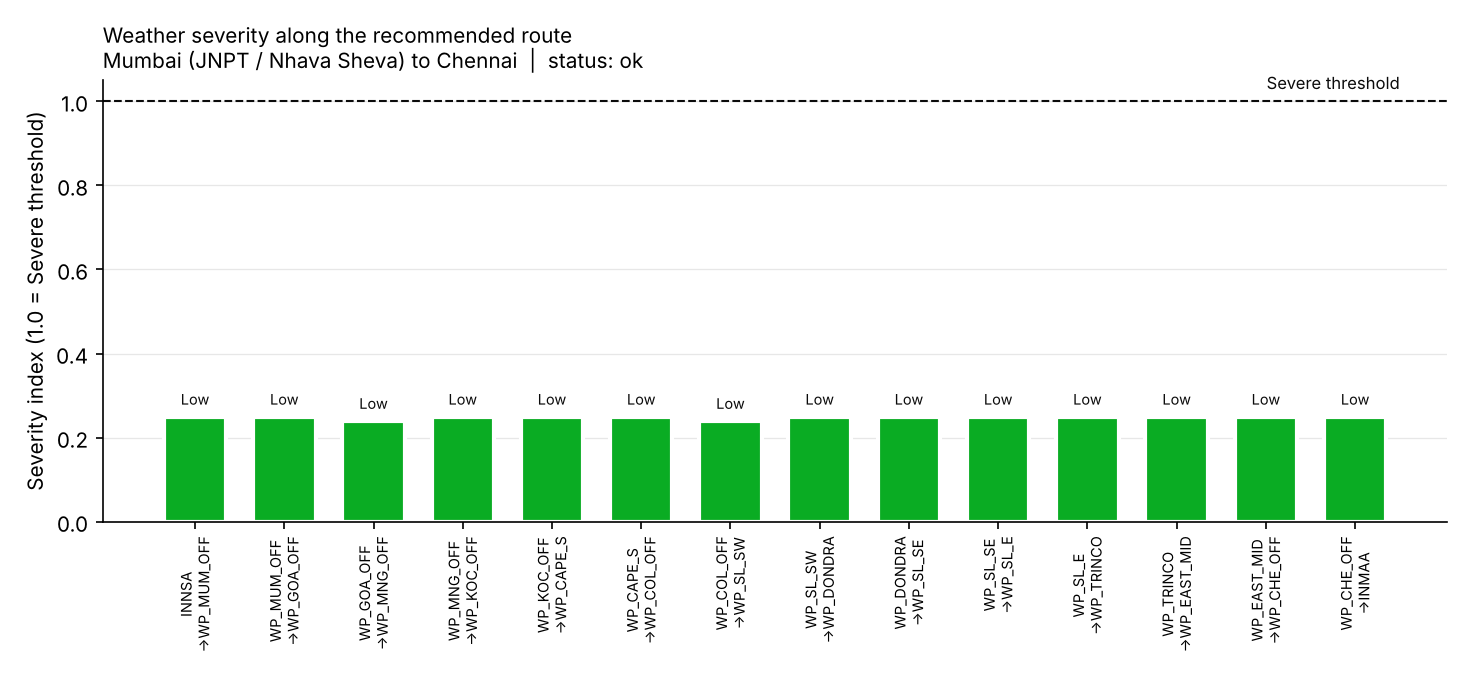 Weather severity along the recommended route
Mumbai (JNPT / Nhava Sheva) to Chennai | status: ok
Severe threshold
Severity index (1.0 = Severe threshold)
1.0
0.8
0.6
0.4
0.2
0.0
Low
Low
Low
Low
Low
Low
Low
Low
Low
Low
Low
Low
Low
Low
INNSA
→WP_MUM_OFF
WP_MUM_OFF
→WP_GOA_OFF
WP_GOA_OFF
→WP_MNG_OFF
WP_MNG_OFF
→WP_KOC_OFF
WP_KOC_OFF
→WP_CAPE_S
WP_CAPE_S
→WP_COL_OFF
WP_COL_OFF
→WP_SL_SW
WP_SL_SW
→WP_DONDRA
WP_DONDRA
→WP_SL_SE
WP_SL_SE
→WP_SL_E
WP_SL_E
→WP_TRINCO
WP_TRINCO
→WP_EAST_MID
WP_EAST_MID
→WP_CHE_OFF
WP_CHE_OFF
→INMAA